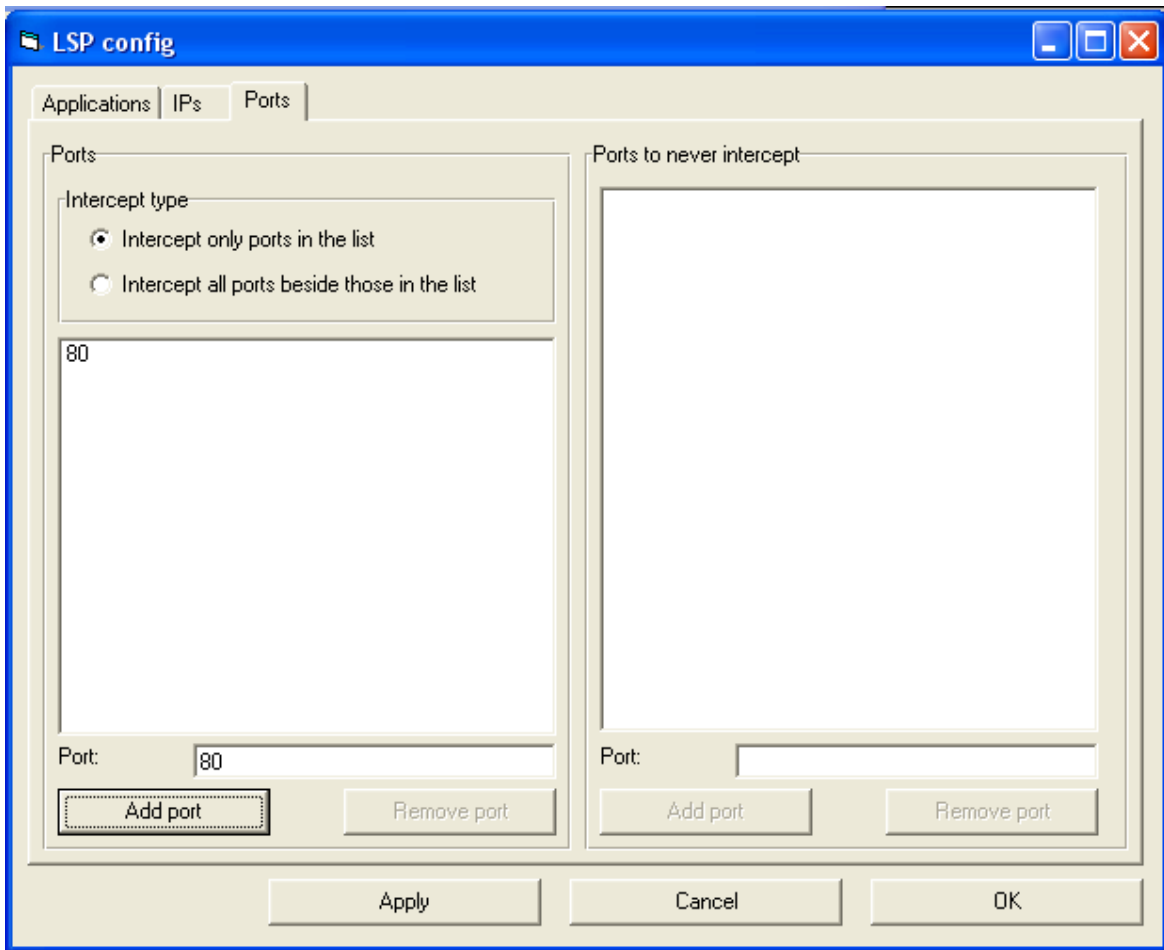 LSP config
Applications
IPs
Ports
Ports
Intercept type
Intercept only ports in the list
Intercept all ports beside those in the list
80
Port: 80
Add port
Remove port
Ports to never intercept
Port:
Add port
Remove port
Apply
Cancel
OK